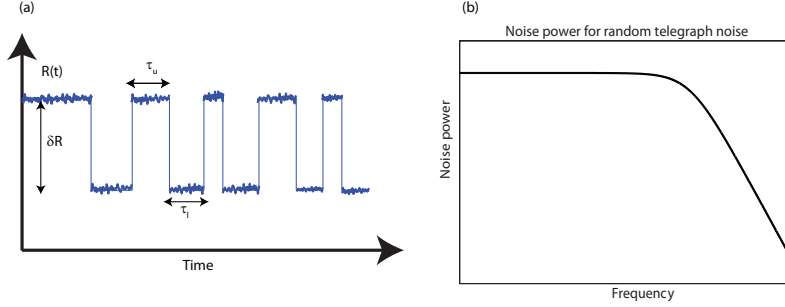 (a)
R(t)
τu
δR
τl
Time
(b)
Noise power for random telegraph noise
Noise power
Frequency